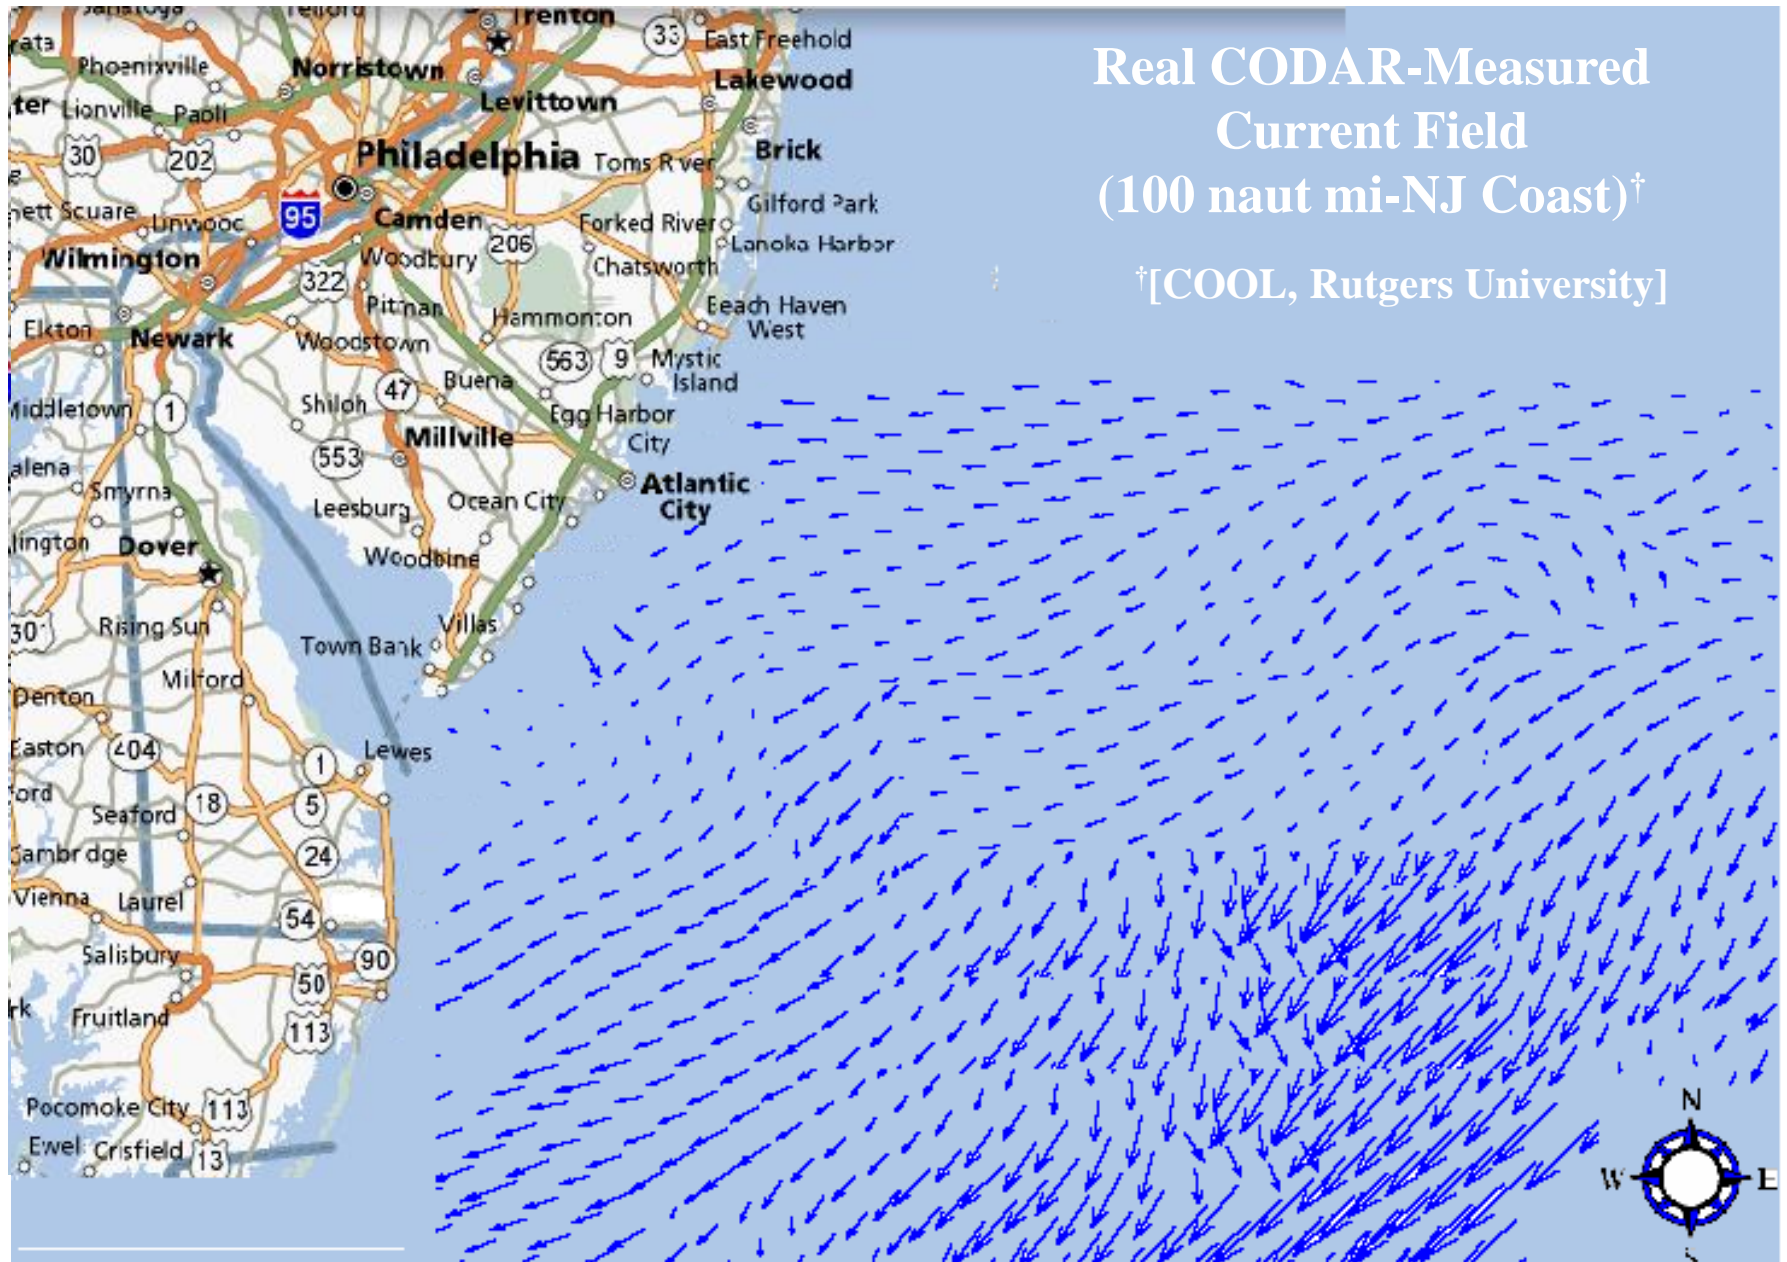 Real CODAR-Measured
Current Field
(100 naut mi-NJ Coast)†
†[COOL, Rutgers University]
Trenton
33
East Freehold
Phoenixville
Norristown
Lakewood
Levittown
Lionville
Paoli
30
202
Philadelphia
Brick
95
Camden
Gilford Park
Forked River
206
Lanoka Harbor
Wilmington
Woodbury
Chatsworth
322
Beach Haven
West
Elkton
Newark
Hammonton
Woodstown
563
9
Mystic
Island
47
Buena
Middletown
1
Shiloh
Egg Harbor
City
Millville
553
Smyrna
Atlantic
City
Leesburg
Ocean City
Dover
Woodbine
Rising Sun
Villas
Town Bank
Milford
Denton
Easton
404
Lewes
1
18
5
Seaford
24
Vienna
Laurel
54
Salisbury
90
50
Fruitland
113
Pocomoke City
113
Ewel
Crisfield
13
N
W
E